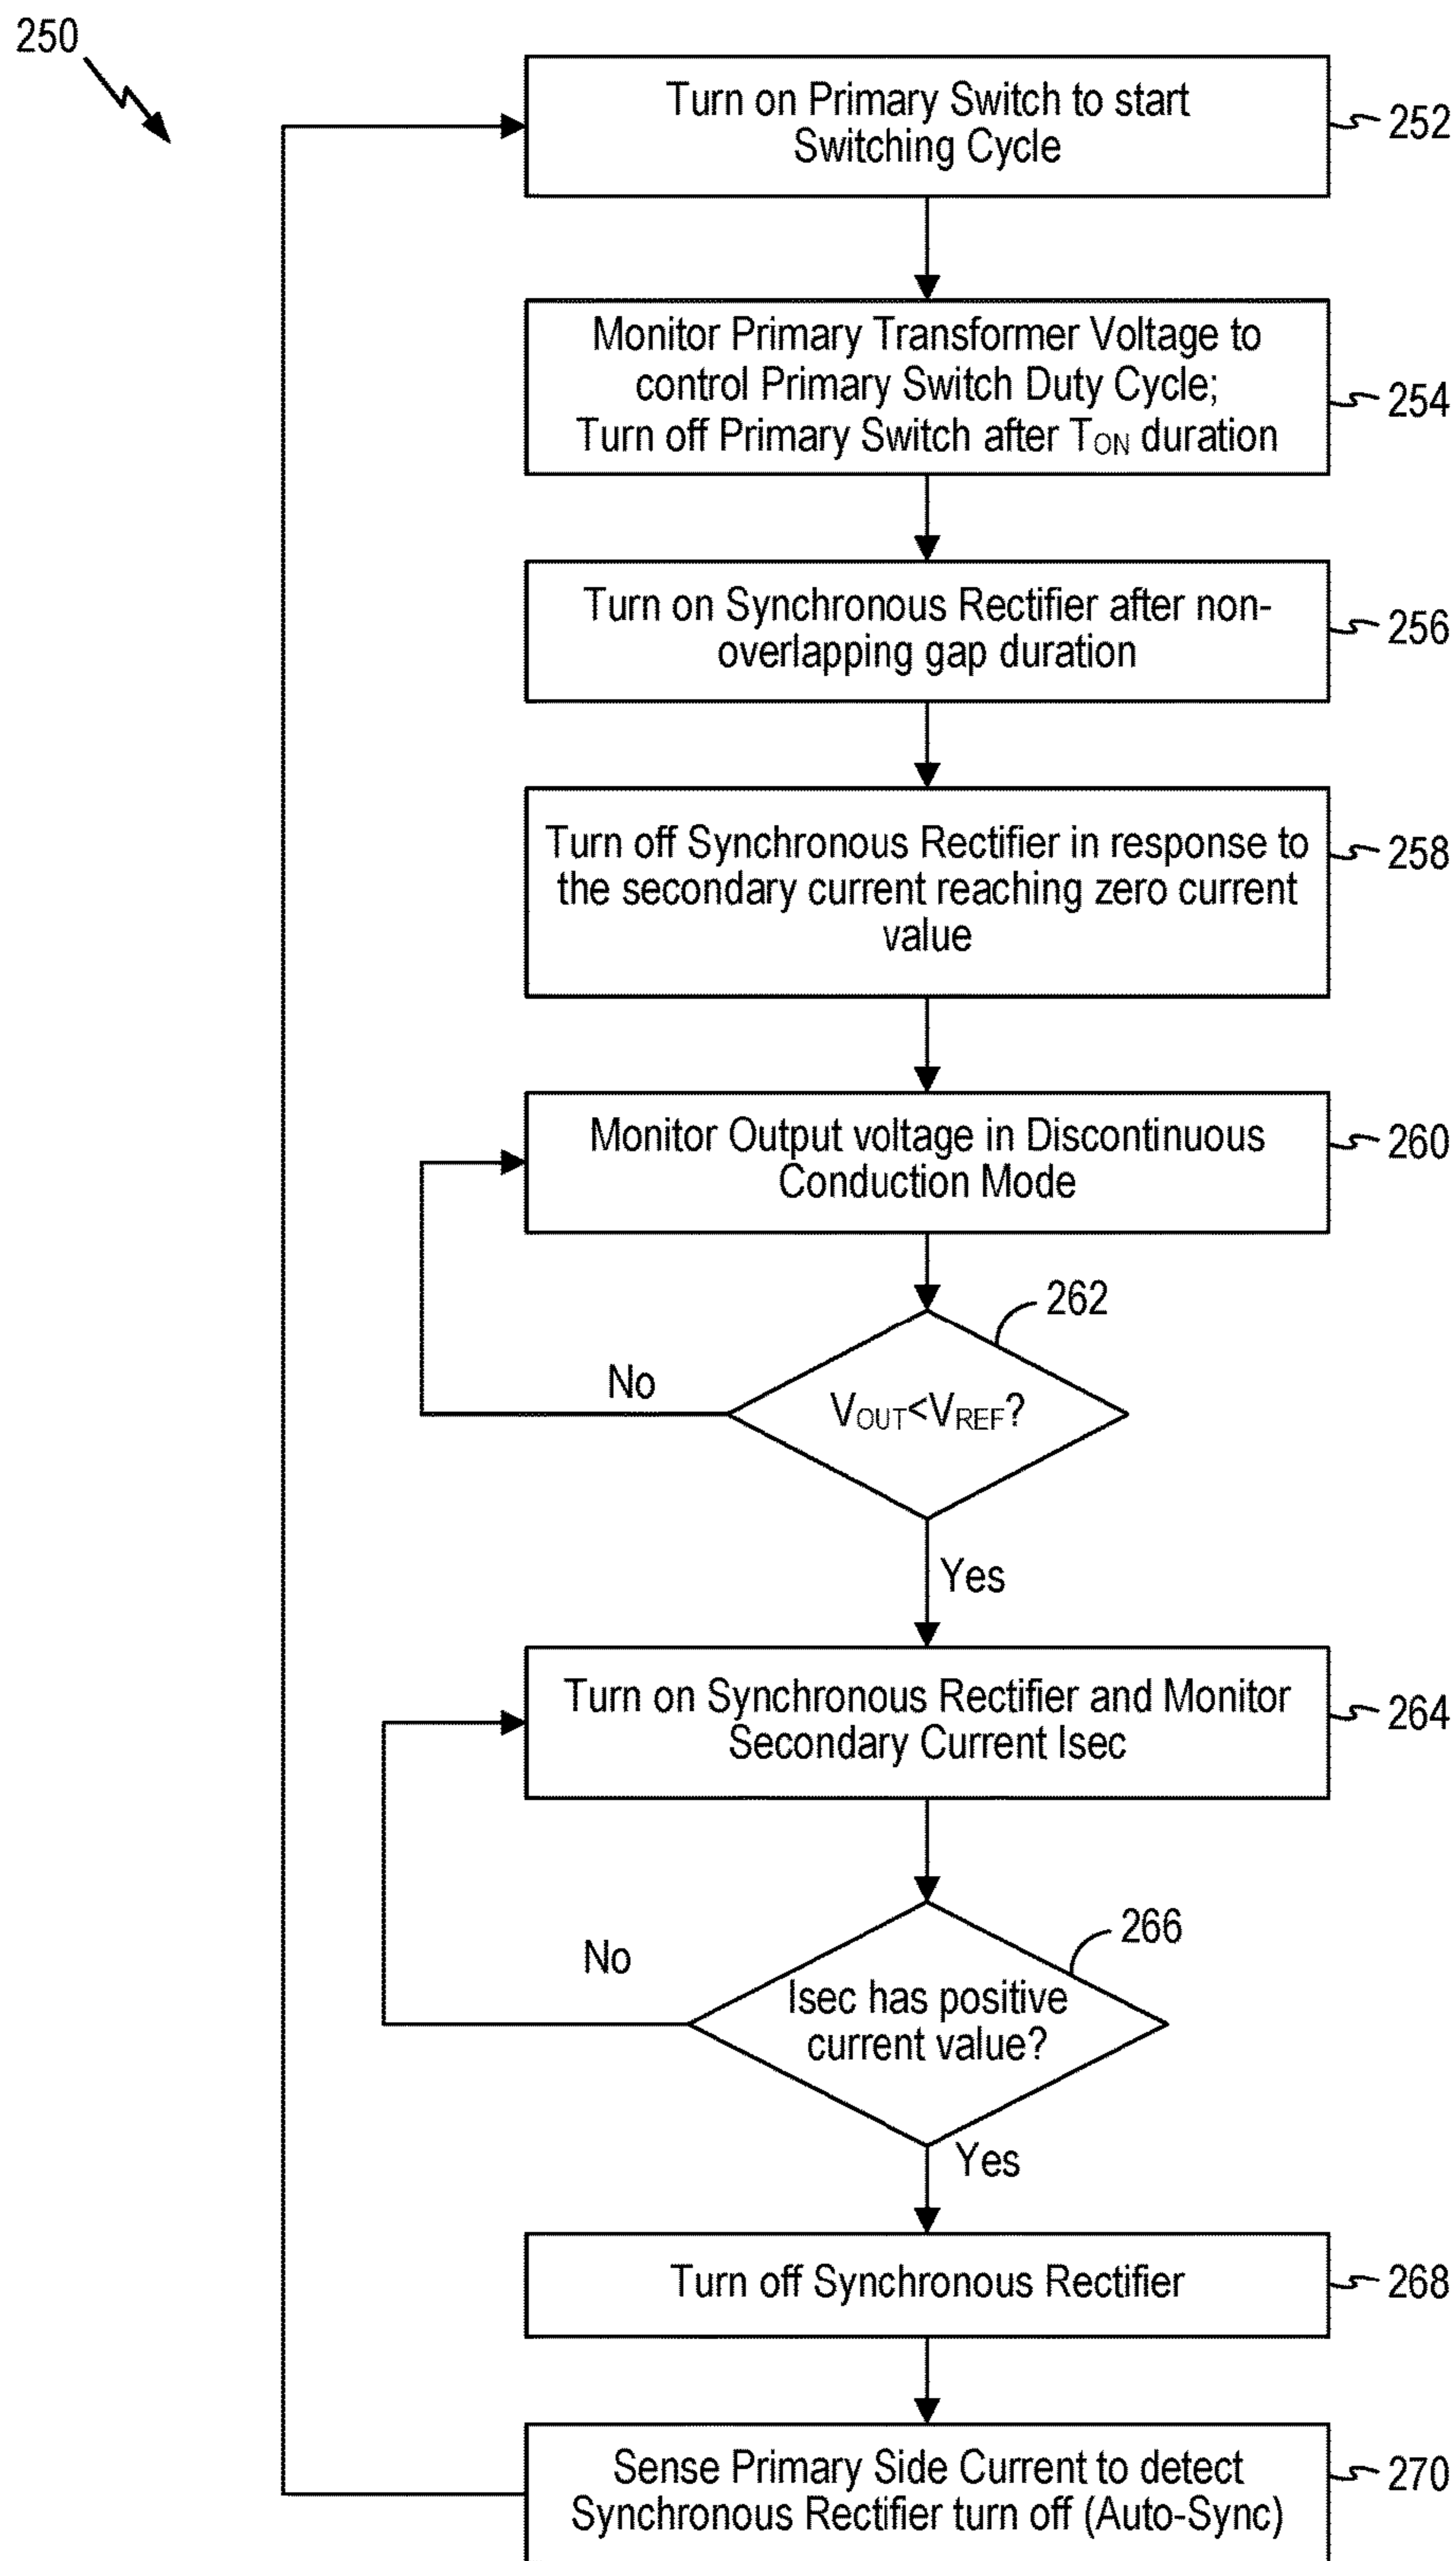 250
Turn on Primary Switch to start
Switching Cycle
252
Monitor Primary Transformer Voltage to
control Primary Switch Duty Cycle;
Turn off Primary Switch after TON duration
254
Turn on Synchronous Rectifier after non-
overlapping gap duration
256
Turn off Synchronous Rectifier in response to
the secondary current reaching zero current
value
258
Monitor Output voltage in Discontinuous
Conduction Mode
260
262
No
VOUT<VREF?
Yes
Turn on Synchronous Rectifier and Monitor
Secondary Current Isec
264
266
No
Isec has positive
current value?
Yes
Turn off Synchronous Rectifier
268
Sense Primary Side Current to detect
Synchronous Rectifier turn off (Auto-Sync)
270